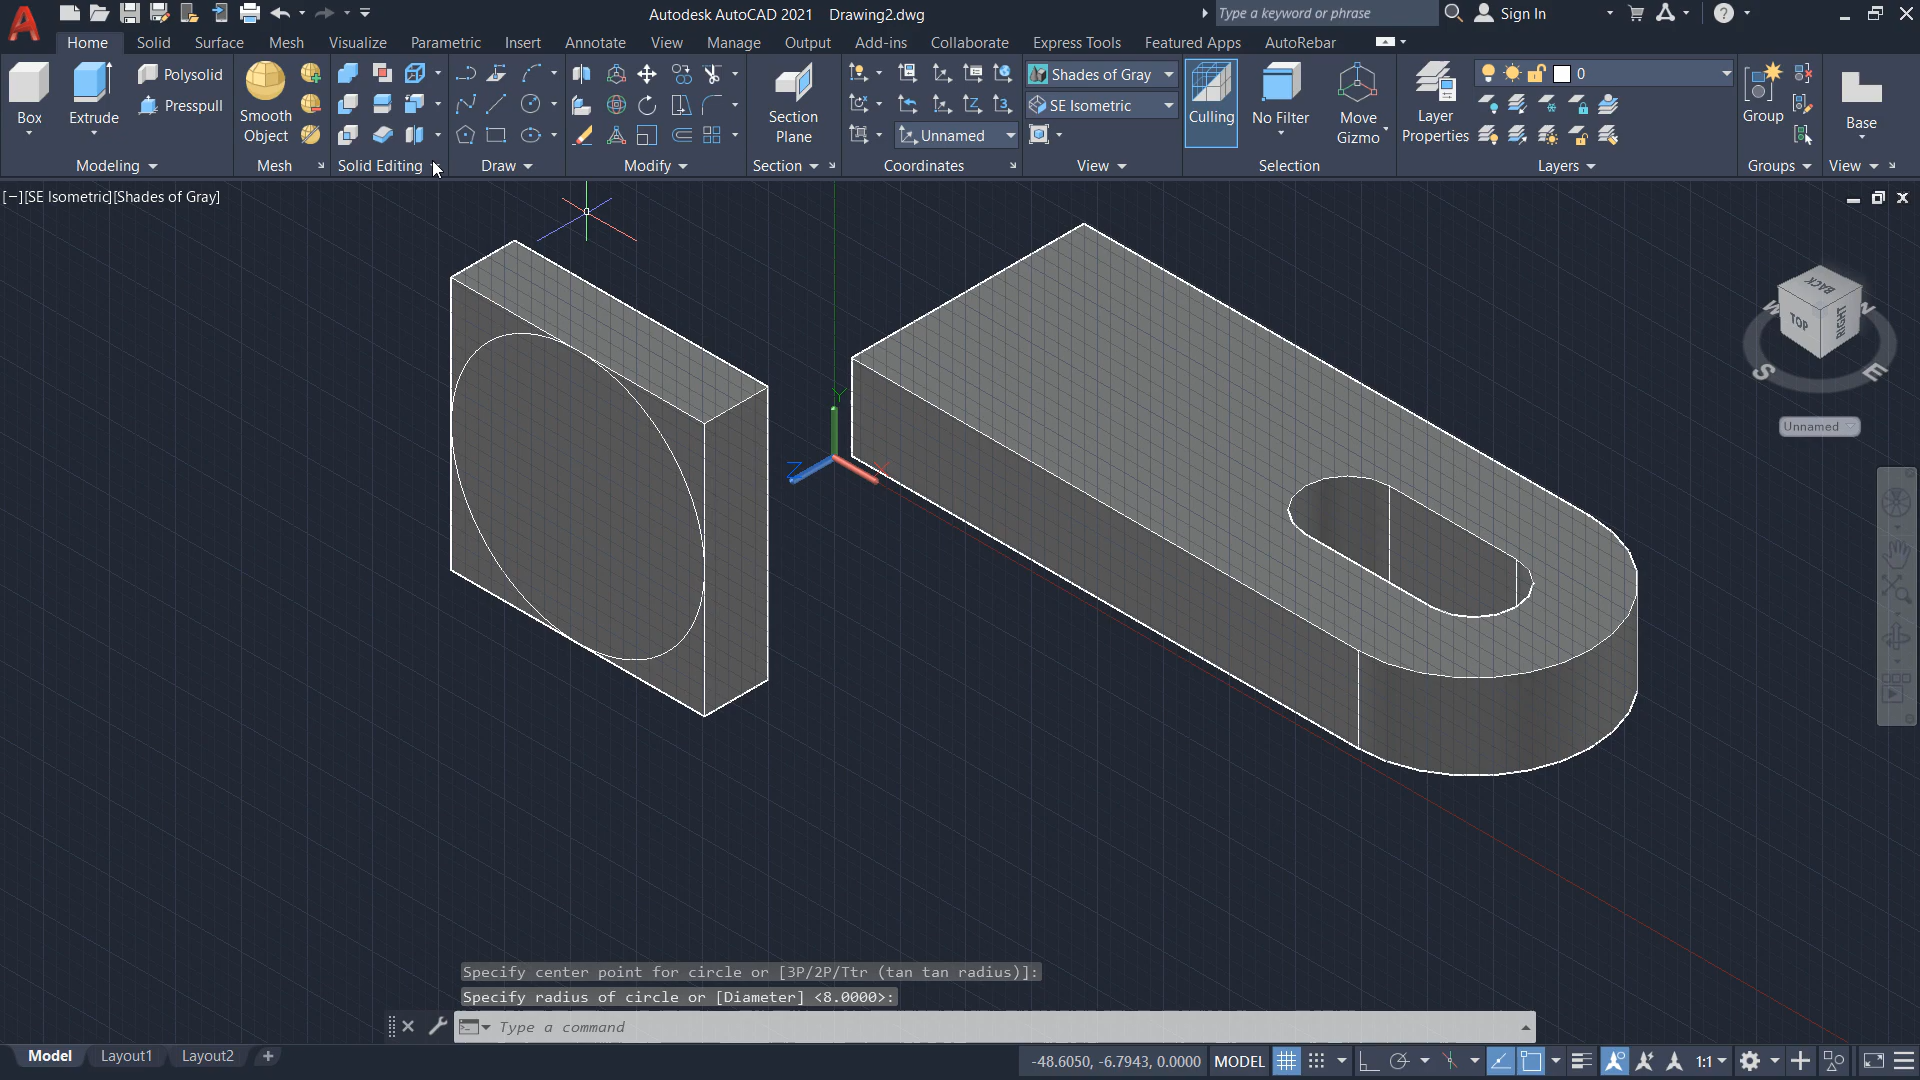 Autodesk AutoCAD 2021 Drawing2.dwg
Type a keyword or phrase
Sign In
Home Solid Surface Mesh Visualize Parametric Insert Annotate View Manage Output Add-ins Collaborate Express Tools Featured Apps AutoRebar
Box
Extrude
Polysolid
Presspull
Smooth
Object
Section
Plane
Unnamed
Shades of Gray
SE Isometric
Culling
No Filter
Move
Gizmo
Layer
Properties
0
Group
Base
Modeling
Mesh
Solid Editing
Draw
Modify
Section
Coordinates
View
Selection
Layers
Groups
View
[−][SE Isometric][Shades of Gray]
BACK
TOP
RIGHT
W
N
S
E
Unnamed
Y
Z
X
Specify center point for circle or [3P/2P/Ttr (tan tan radius)]:
Specify radius of circle or [Diameter] <8.0000>:
Type a command
Model Layout1 Layout2
-48.6050, -6.7943, 0.0000 MODEL
1:1